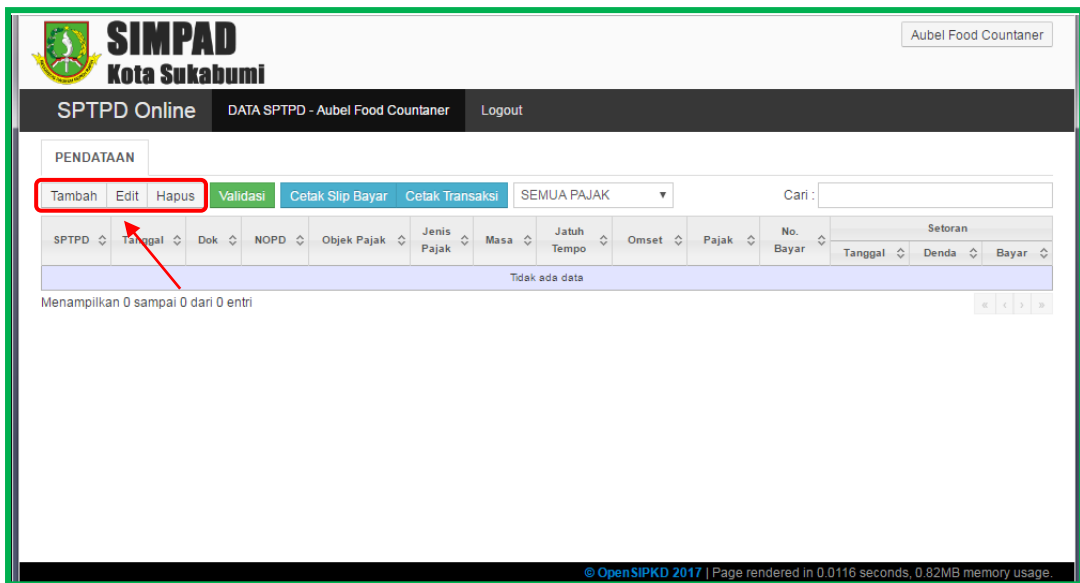 SIMPAD
Kota Sukabumi
Aubel Food Countaner
SPTPD Online DATA SPTPD - Aubel Food Countaner Logout
PENDATAAN
Tambah Edit Hapus Validasi Cetak Slip Bayar Cetak Transaksi SEMUA PAJAK Cari :
SPTPD Tanggal Dok NOPD Objek Pajak Jenis Pajak Masa Jatuh Tempo Omset Pajak No. Bayar Setoran
Tanggal Denda Bayar
Tidak ada data
Menampilkan 0 sampai 0 dari 0 entri « ‹ › »
© OpenSIPKD 2017 | Page rendered in 0.0116 seconds, 0.82MB memory usage.